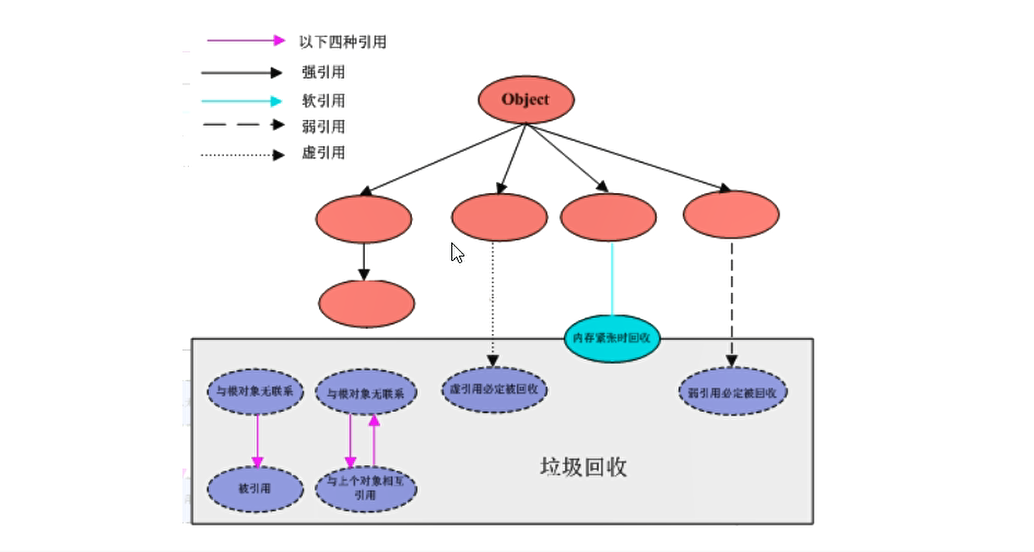 以下四种引用
强引用
软引用
弱引用
虚引用
Object
内存紧张时回收
与根对象无联系
与根对象无联系
虚引用必定被回收
弱引用必定被回收
垃圾回收
被引用
与上个对象相互
引用